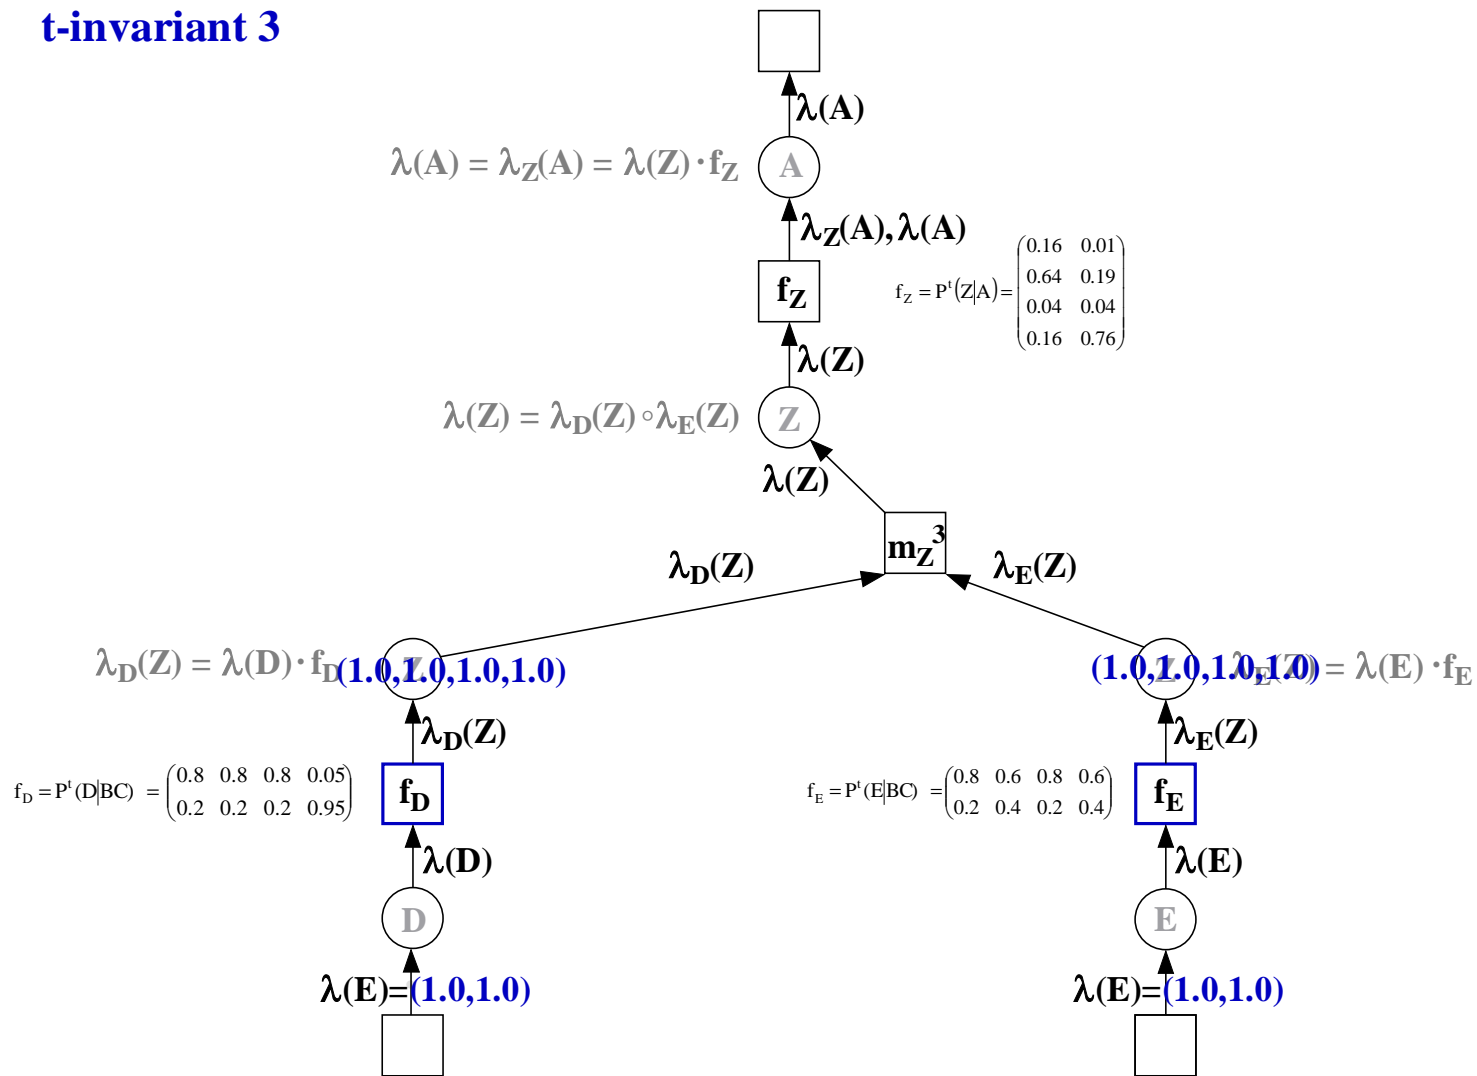 t-invariant 3
λ(A)
λ(A) = λZ(A) = λ(Z)·fZ
A
λZ(A), λ(A)
fZ
fZ = Pᵗ(Z|A) =
0.16 0.01
0.64 0.19
0.04 0.04
0.16 0.76
λ(Z)
λ(Z) = λD(Z)∘λE(Z)
Z
λ(Z)
mZ³
λD(Z)
λE(Z)
λD(Z) = λ(D)·fD
Z
(1.0,1.0,1.0,1.0)
Z
(1.0,1.0,1.0,1.0)
λE(Z) = λ(E)·fE
λD(Z)
λE(Z)
fD = Pᵗ(D|BC) =
0.8 0.8 0.8 0.05
0.2 0.2 0.2 0.95
fD
fE = Pᵗ(E|BC) =
0.8 0.6 0.8 0.6
0.2 0.4 0.2 0.4
fE
λ(D)
λ(E)
D
E
λ(E)=(1.0,1.0)
λ(E)=(1.0,1.0)